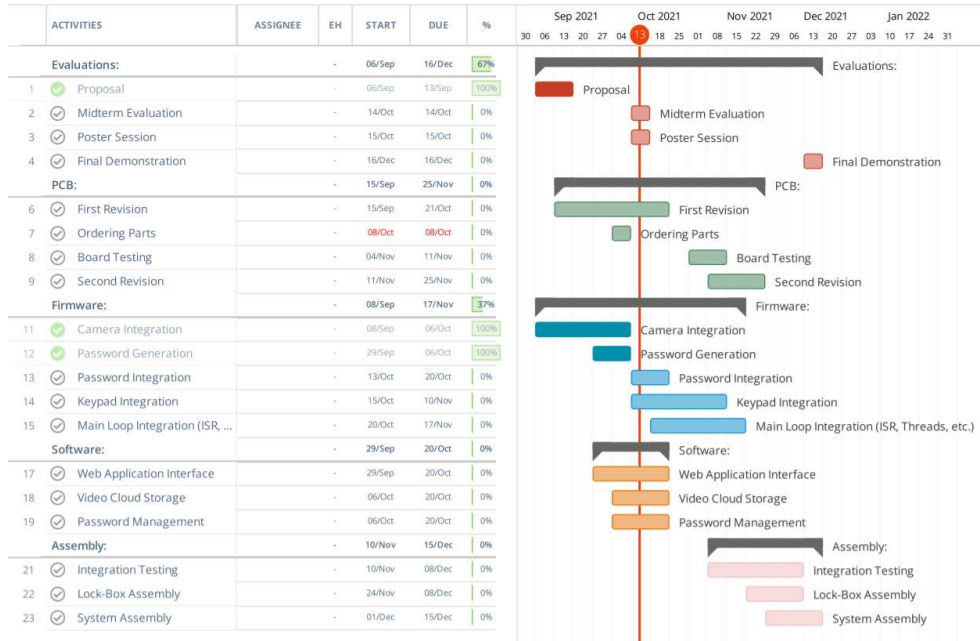 ACTIVITIES ASSIGNEE EH START DUE % Sep 2021 Oct 2021 Nov 2021 Dec 2021 Jan 2022
30 06 13 20 27 04 13 18 25 01 08 15 22 29 06 13 20 27 03 10 17 24 31
Evaluations: - 06/Sep 16/Dec 67% Evaluations:
1 Proposal - 06/Sep 13/Sep 100% Proposal
2 Midterm Evaluation - 14/Oct 14/Oct 0% Midterm Evaluation
3 Poster Session - 15/Oct 15/Oct 0% Poster Session
4 Final Demonstration - 16/Dec 16/Dec 0% Final Demonstration
PCB: - 15/Sep 25/Nov 0% PCB:
6 First Revision - 15/Sep 21/Oct 0% First Revision
7 Ordering Parts - 08/Oct 08/Oct 0% Ordering Parts
8 Board Testing - 04/Nov 11/Nov 0% Board Testing
9 Second Revision - 11/Nov 25/Nov 0% Second Revision
Firmware: - 08/Sep 17/Nov 37% Firmware:
11 Camera Integration - 08/Sep 06/Oct 100% Camera Integration
12 Password Generation - 29/Sep 06/Oct 100% Password Generation
13 Password Integration - 13/Oct 20/Oct 0% Password Integration
14 Keypad Integration - 15/Oct 10/Nov 0% Keypad Integration
15 Main Loop Integration (ISR, ... - 20/Oct 17/Nov 0% Main Loop Integration (ISR, Threads, etc.)
Software: - 29/Sep 20/Oct 0% Software:
17 Web Application Interface - 29/Sep 20/Oct 0% Web Application Interface
18 Video Cloud Storage - 06/Oct 20/Oct 0% Video Cloud Storage
19 Password Management - 06/Oct 20/Oct 0% Password Management
Assembly: - 10/Nov 15/Dec 0% Assembly:
21 Integration Testing - 10/Nov 08/Dec 0% Integration Testing
22 Lock-Box Assembly - 24/Nov 08/Dec 0% Lock-Box Assembly
23 System Assembly - 01/Dec 15/Dec 0% System Assembly